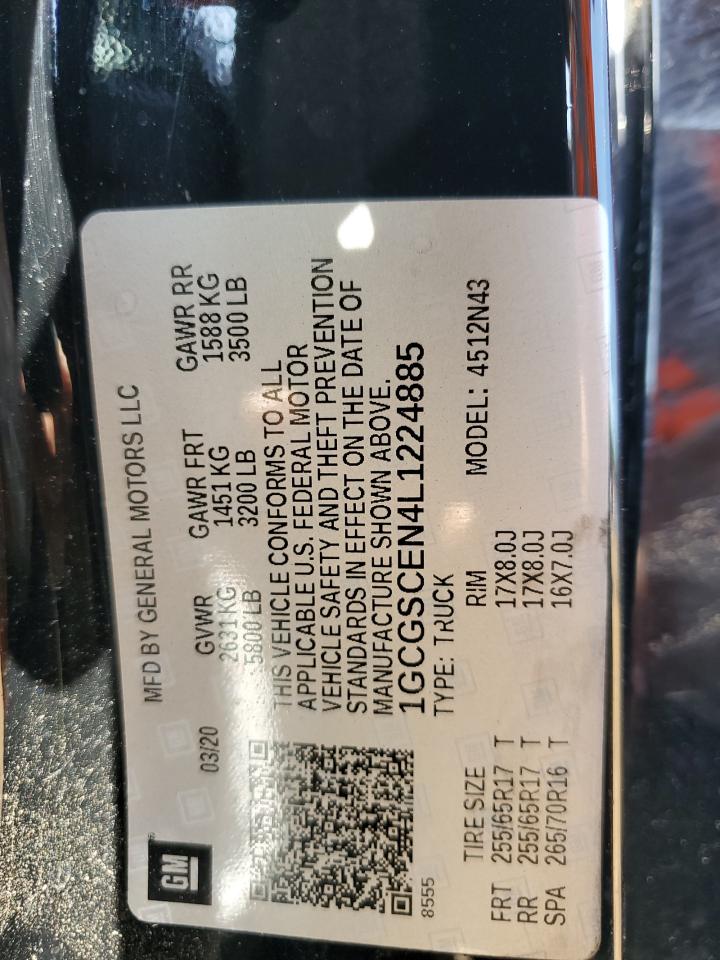 GM
MFD BY GENERAL MOTORS LLC
03/20 GVWR GAWR FRT GAWR RR
2631 KG 1451 KG 1588 KG
5800 LB 3200 LB 3500 LB
THIS VEHICLE CONFORMS TO ALL
APPLICABLE U.S. FEDERAL MOTOR
VEHICLE SAFETY AND THEFT PREVENTION
STANDARDS IN EFFECT ON THE DATE OF
MANUFACTURE SHOWN ABOVE.
1GCGSCEN4L1224885
8555 TYPE: TRUCK
TIRE SIZE RIM MODEL: 4512N43
FRT 255/65R17 T 17X8.0J
RR 255/65R17 T 17X8.0J
SPA 265/70R16 T 16X7.0J